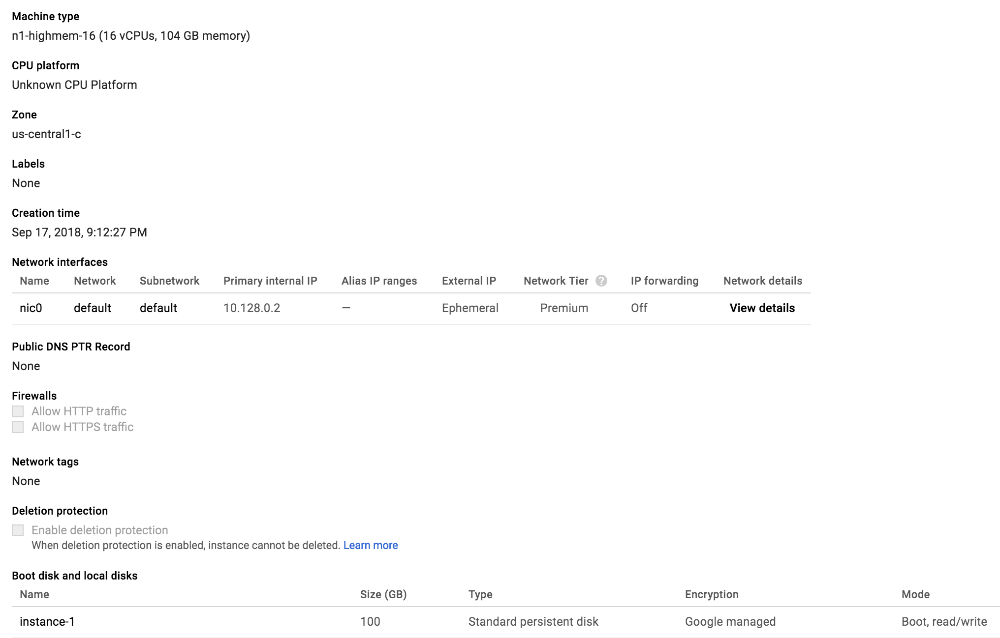 Machine type
n1-highmem-16 (16 vCPUs, 104 GB memory)
CPU platform
Unknown CPU Platform
Zone
us-central1-c
Labels
None
Creation time
Sep 17, 2018, 9:12:27 PM
Network interfaces
Name Network Subnetwork Primary internal IP Alias IP ranges External IP Network Tier ? IP forwarding Network details
nic0 default default 10.128.0.2 — Ephemeral Premium Off View details
Public DNS PTR Record
None
Firewalls
Allow HTTP traffic
Allow HTTPS traffic
Network tags
None
Deletion protection
Enable deletion protection
When deletion protection is enabled, instance cannot be deleted. Learn more
Boot disk and local disks
Name Size (GB) Type Encryption Mode
instance-1 100 Standard persistent disk Google managed Boot, read/write